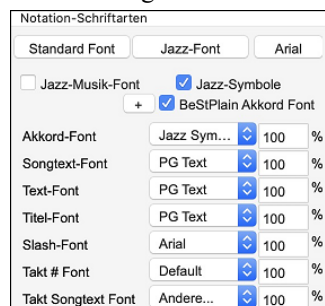 Notation-Schriftarten
Standard Font Jazz-Font Arial
Jazz-Musik-Font Jazz-Symbole
+ BeStPlain Akkord Font
Akkord-Font Jazz Sym... 100 %
Songtext-Font PG Text 100 %
Text-Font PG Text 100 %
Titel-Font PG Text 100 %
Slash-Font Arial 100 %
Takt # Font Default 100 %
Takt Songtext Font Andere... 100 %